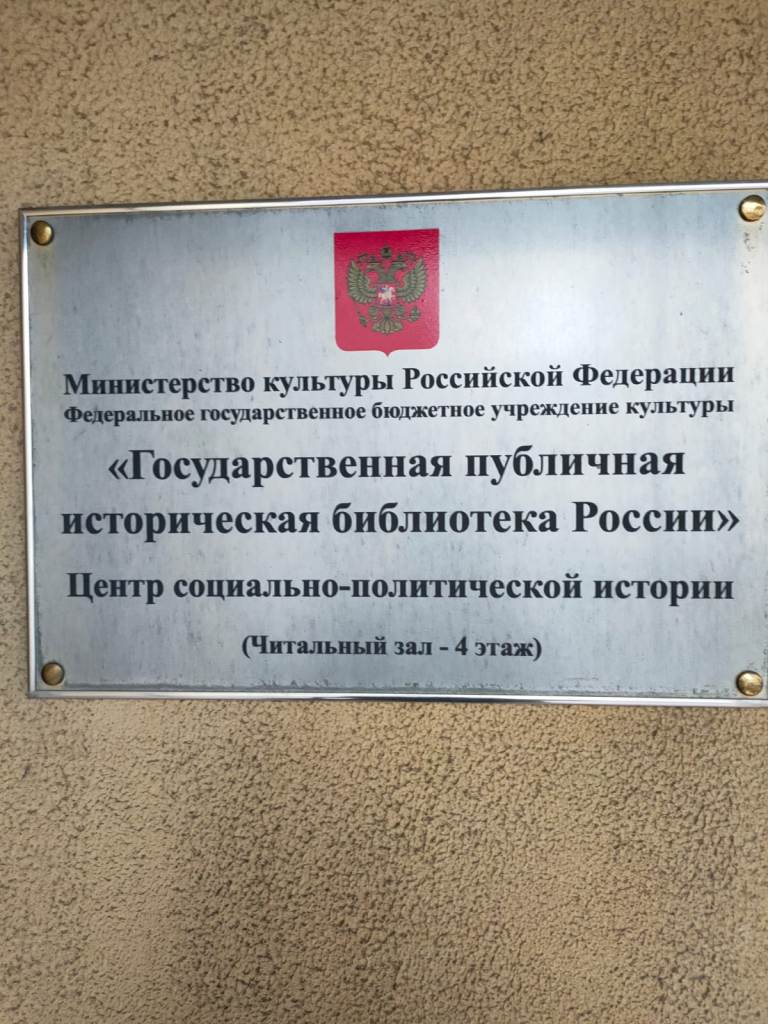 Министерство культуры Российской Федерации
Федеральное государственное бюджетное учреждение культуры
«Государственная публичная
историческая библиотека России»
Центр социально-политической истории
(Читальный зал - 4 этаж)